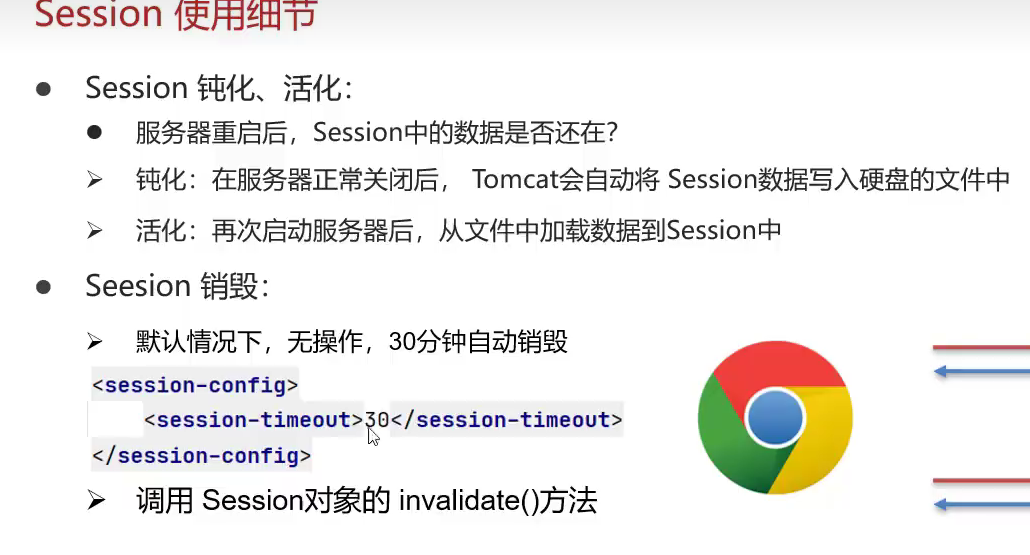 Session 使用细节
Session 钝化、活化：
服务器重启后，Session中的数据是否还在？
钝化：在服务器正常关闭后， Tomcat会自动将 Session数据写入硬盘的文件中
活化：再次启动服务器后，从文件中加载数据到Session中
Seesion 销毁：
默认情况下，无操作，30分钟自动销毁
<session-config>
<session-timeout>30</session-timeout>
</session-config>
调用 Session对象的 invalidate()方法